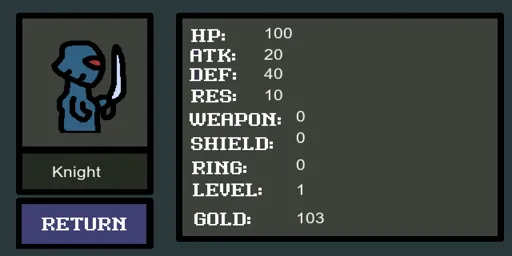 Knight
RETURN
HP: 100
ATK: 20
DEF: 40
RES: 10
WEAPON: 0
SHIELD: 0
RING: 0
LEVEL: 1
GOLD: 103